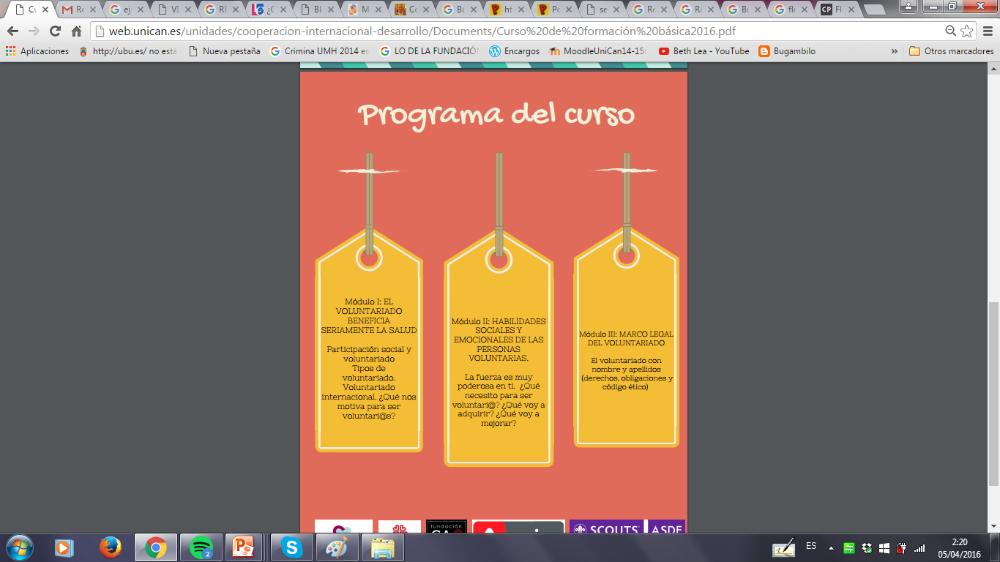 Cu
Re
ej
VI
RE
¿C
Bl
M
Co
Bu
ht
Po
se
Re
Re
Bu
fle
Fl
web.unican.es/unidades/cooperacion-internacional-desarrollo/Documents/Curso%20de%20formación%20básica2016.pdf
Aplicaciones
http://ubu.es/ no está
Nueva pestaña
Crímina UMH 2014 es
LO DE LA FUNDACIÓN
Encargos
MoodleUniCan14-15
Beth Lea - YouTube
Bugambilo
»
Otros marcadores
Programa del curso
Módulo I: EL
VOLUNTARIADO
BENEFICIA
SERIAMENTE LA SALUD
Participación social y
voluntariado
Tipos de
voluntariado.
Voluntariado
internacional. ¿Qué nos
motiva para ser
voluntari@s?
Módulo II: HABILIDADES
SOCIALES Y
EMOCIONALES DE LAS
PERSONAS
VOLUNTARIAS.
La fuerza es muy
poderosa en ti. ¿Qué
necesito para ser
voluntari@? ¿Qué voy a
adquirir? ¿Qué voy a
mejorar?
Módulo III: MARCO LEGAL
DEL VOLUNTARIADO
El voluntariado con
nombre y apellidos
(derechos, obligaciones y
código ético)
fundación
SCOUTS
ASDE
2
ES
2:20
05/04/2016